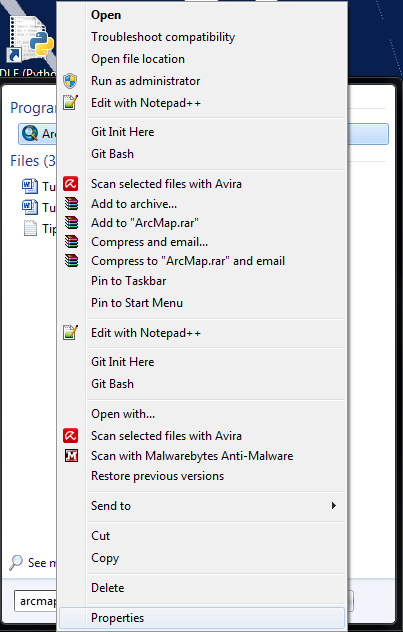 Open
Troubleshoot compatibility
Open file location
Run as administrator
Edit with Notepad++
Git Init Here
Git Bash
Scan selected files with Avira
Add to archive...
Add to "ArcMap.rar"
Compress and email...
Compress to "ArcMap.rar" and email
Pin to Taskbar
Pin to Start Menu
Edit with Notepad++
Git Init Here
Git Bash
Open with...
Scan selected files with Avira
Scan with Malwarebytes Anti-Malware
Restore previous versions
Send to
Cut
Copy
Delete
Properties
DLE (Pyth
Progra
Arc
Files (3
Tu
Tu
Tip
See m
arcmap